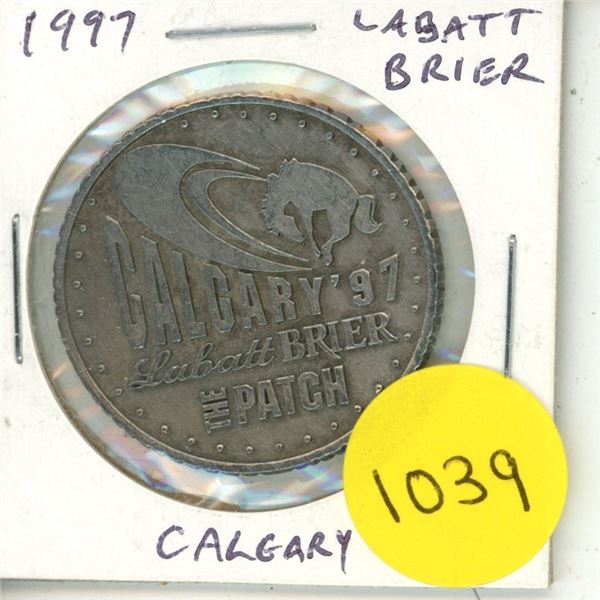 1997
LABATT
BRIER
CALGARY '97
Labatt BRIER
THE PATCH
1039
CALGARY